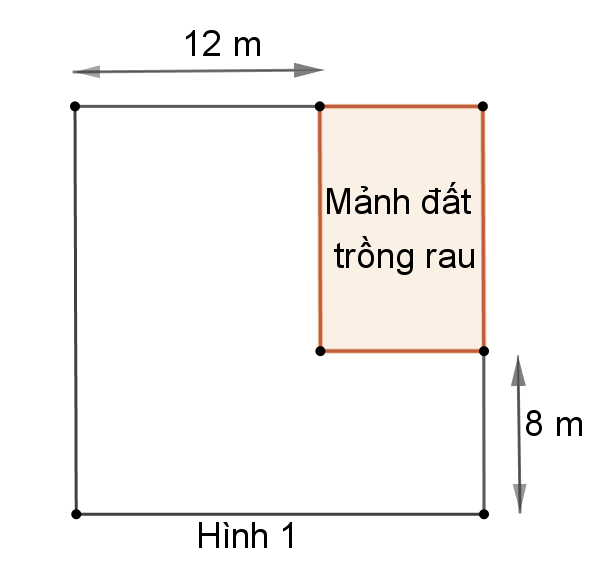 12 m
Mảnh đất
trồng rau
8 m
Hình 1